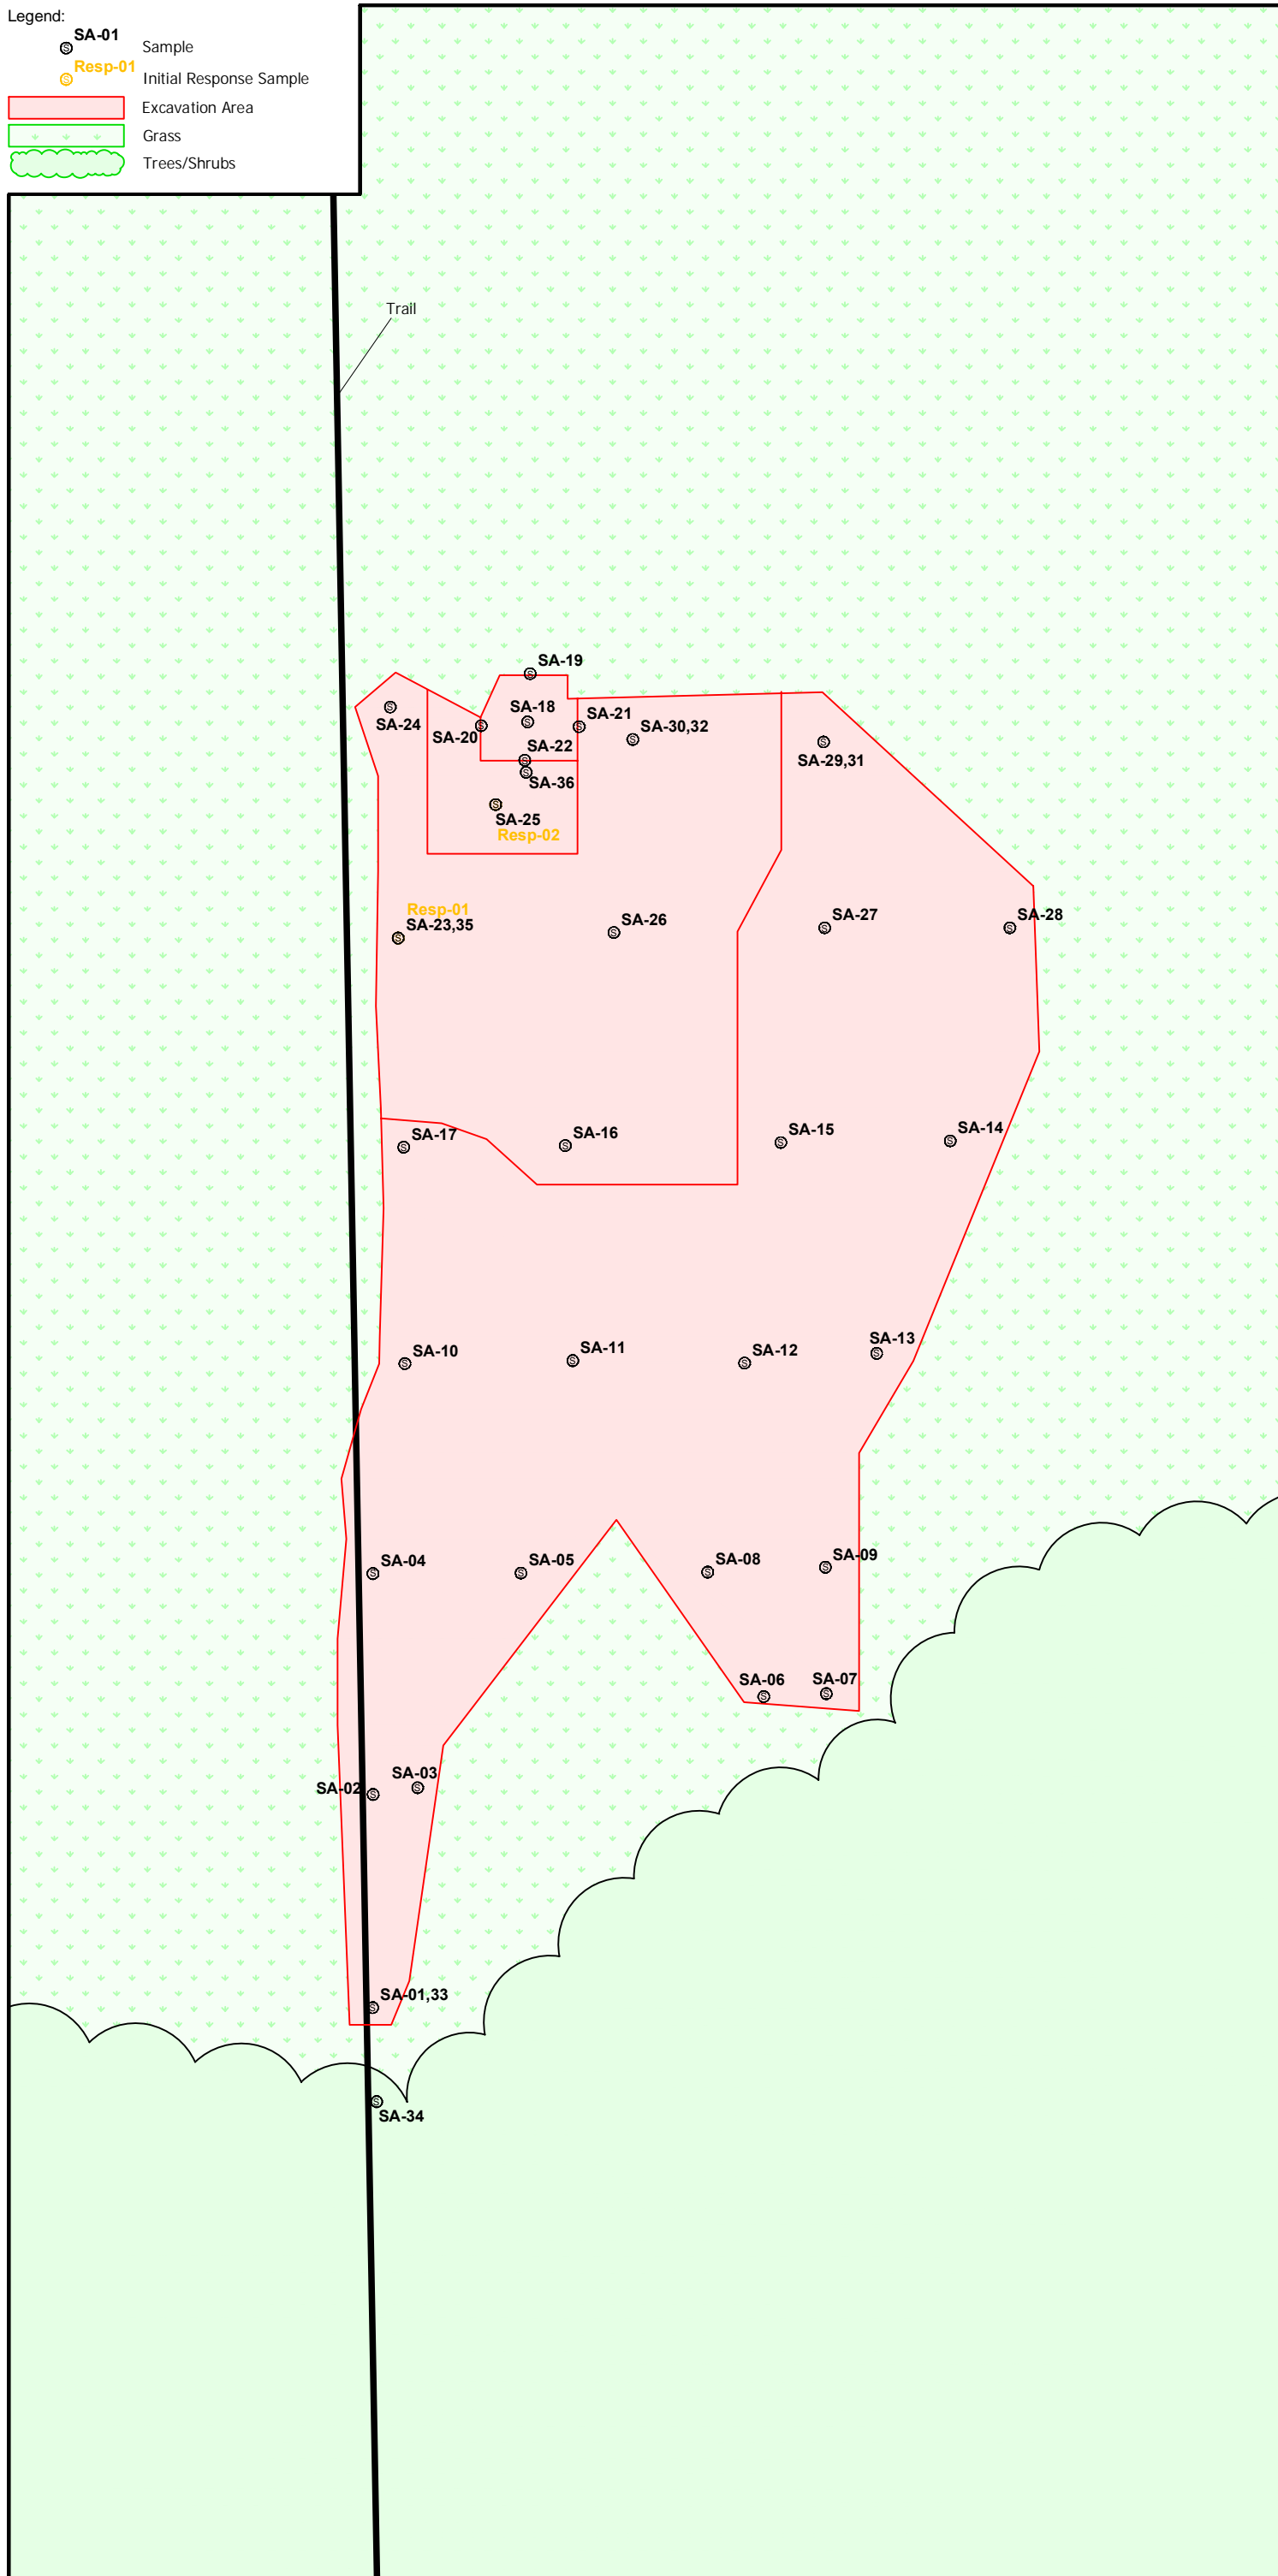 Legend:
SA-01
Sample
Resp-01
Initial Response Sample
Excavation Area
Grass
Trees/Shrubs
Trail
SA-19
SA-18
SA-24
SA-20
SA-21
SA-30,32
SA-22
SA-29,31
SA-36
SA-25
Resp-02
Resp-01
SA-23,35
SA-26
SA-27
SA-28
SA-17
SA-16
SA-15
SA-14
SA-10
SA-11
SA-12
SA-13
SA-04
SA-05
SA-08
SA-09
SA-06
SA-07
SA-02
SA-03
SA-01,33
SA-34